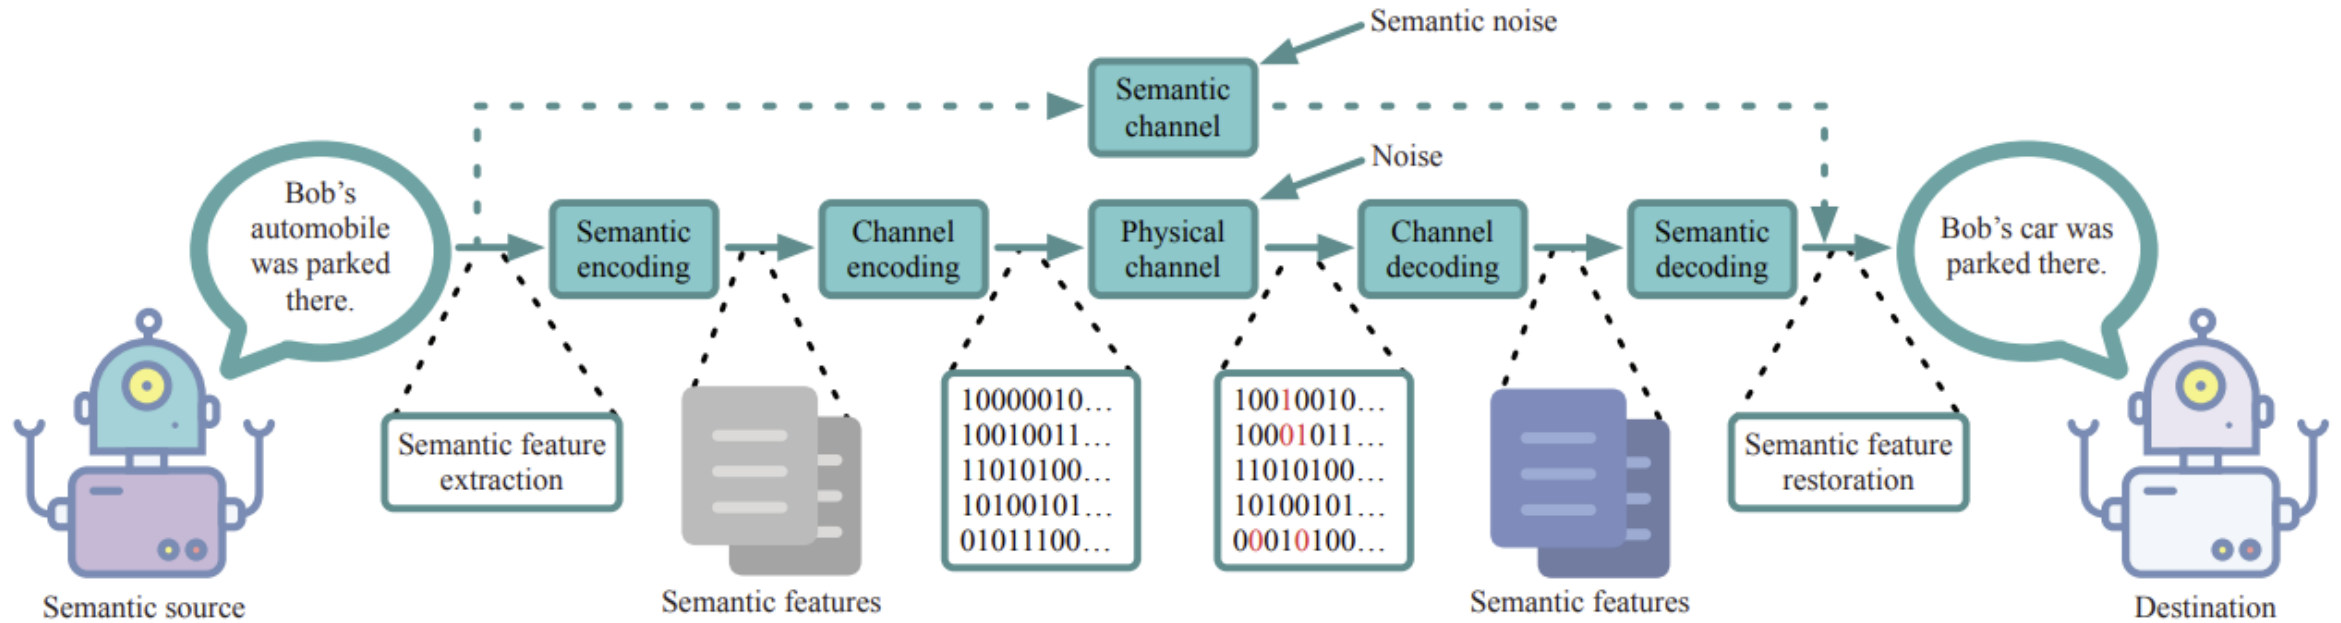 Semantic noise
Semantic
channel
Noise
Bob’s
automobile
was parked
there.
Semantic
encoding
Channel
encoding
Physical
channel
Channel
decoding
Semantic
decoding
Bob’s car was
parked there.
Semantic feature
extraction
10000010…
10010011…
11010100…
10100101…
01011100…
10010010…
10001011…
11010100…
10100101…
00010100…
Semantic feature
restoration
Semantic source
Semantic features
Semantic features
Destination